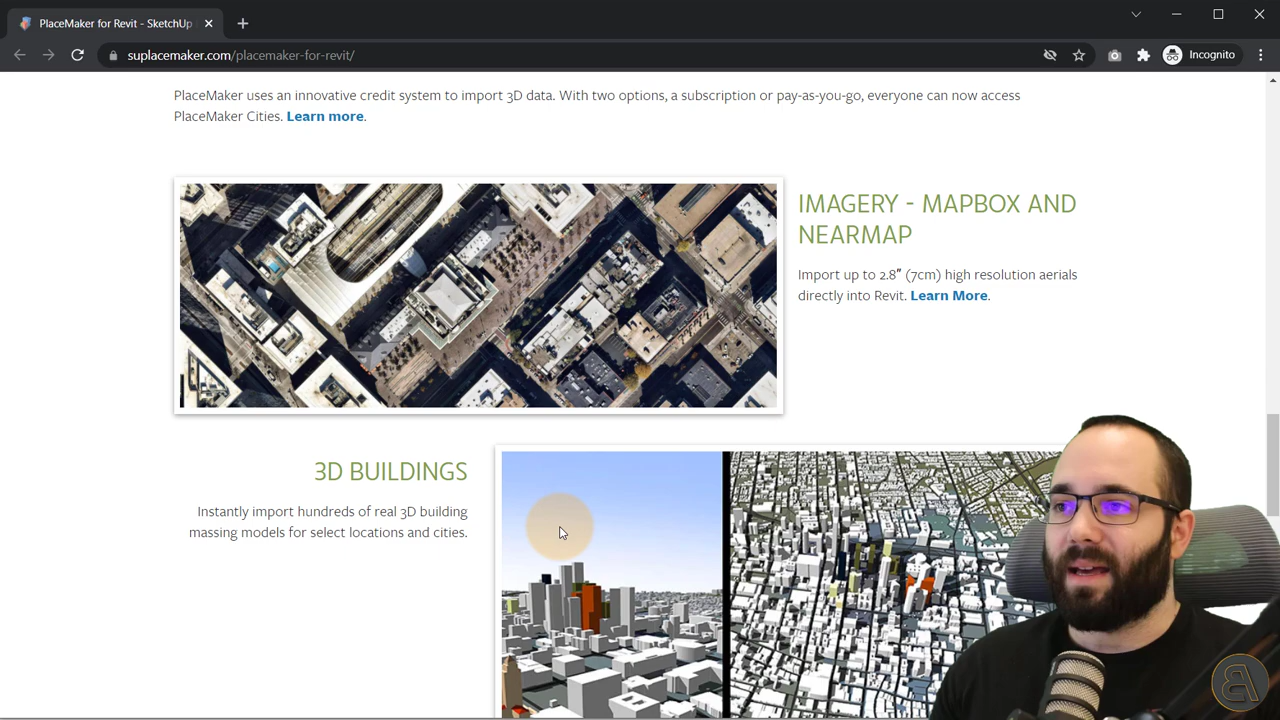 PlaceMaker for Revit - SketchUp
suplacemaker.com/placemaker-for-revit/
Incognito
PlaceMaker uses an innovative credit system to import 3D data. With two options, a subscription or pay-as-you-go, everyone can now access
PlaceMaker Cities. Learn more.
IMAGERY - MAPBOX AND
NEARMAP
Import up to 2.8″ (7cm) high resolution aerials
directly into Revit. Learn More.
3D BUILDINGS
Instantly import hundreds of real 3D building
massing models for select locations and cities.